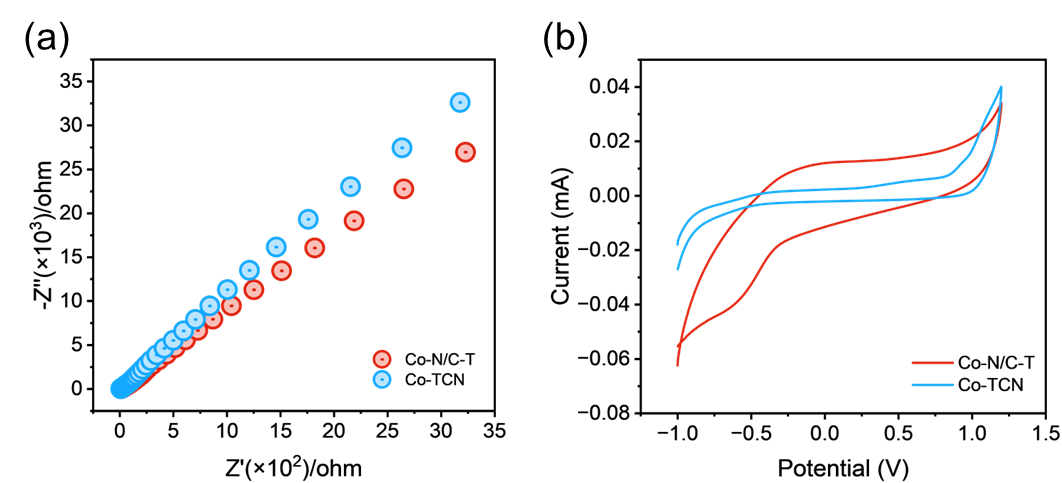 (a)
35
30
25
20
15
10
5
0
-Z''(×10³)/ohm
0 5 10 15 20 25 30 35
Z'(×10²)/ohm
Co-N/C-T
Co-TCN
(b)
0.04
0.02
0.00
−0.02
−0.04
−0.06
−0.08
Current (mA)
−1.0 −0.5 0.0 0.5 1.0 1.5
Potential (V)
Co-N/C-T
Co-TCN